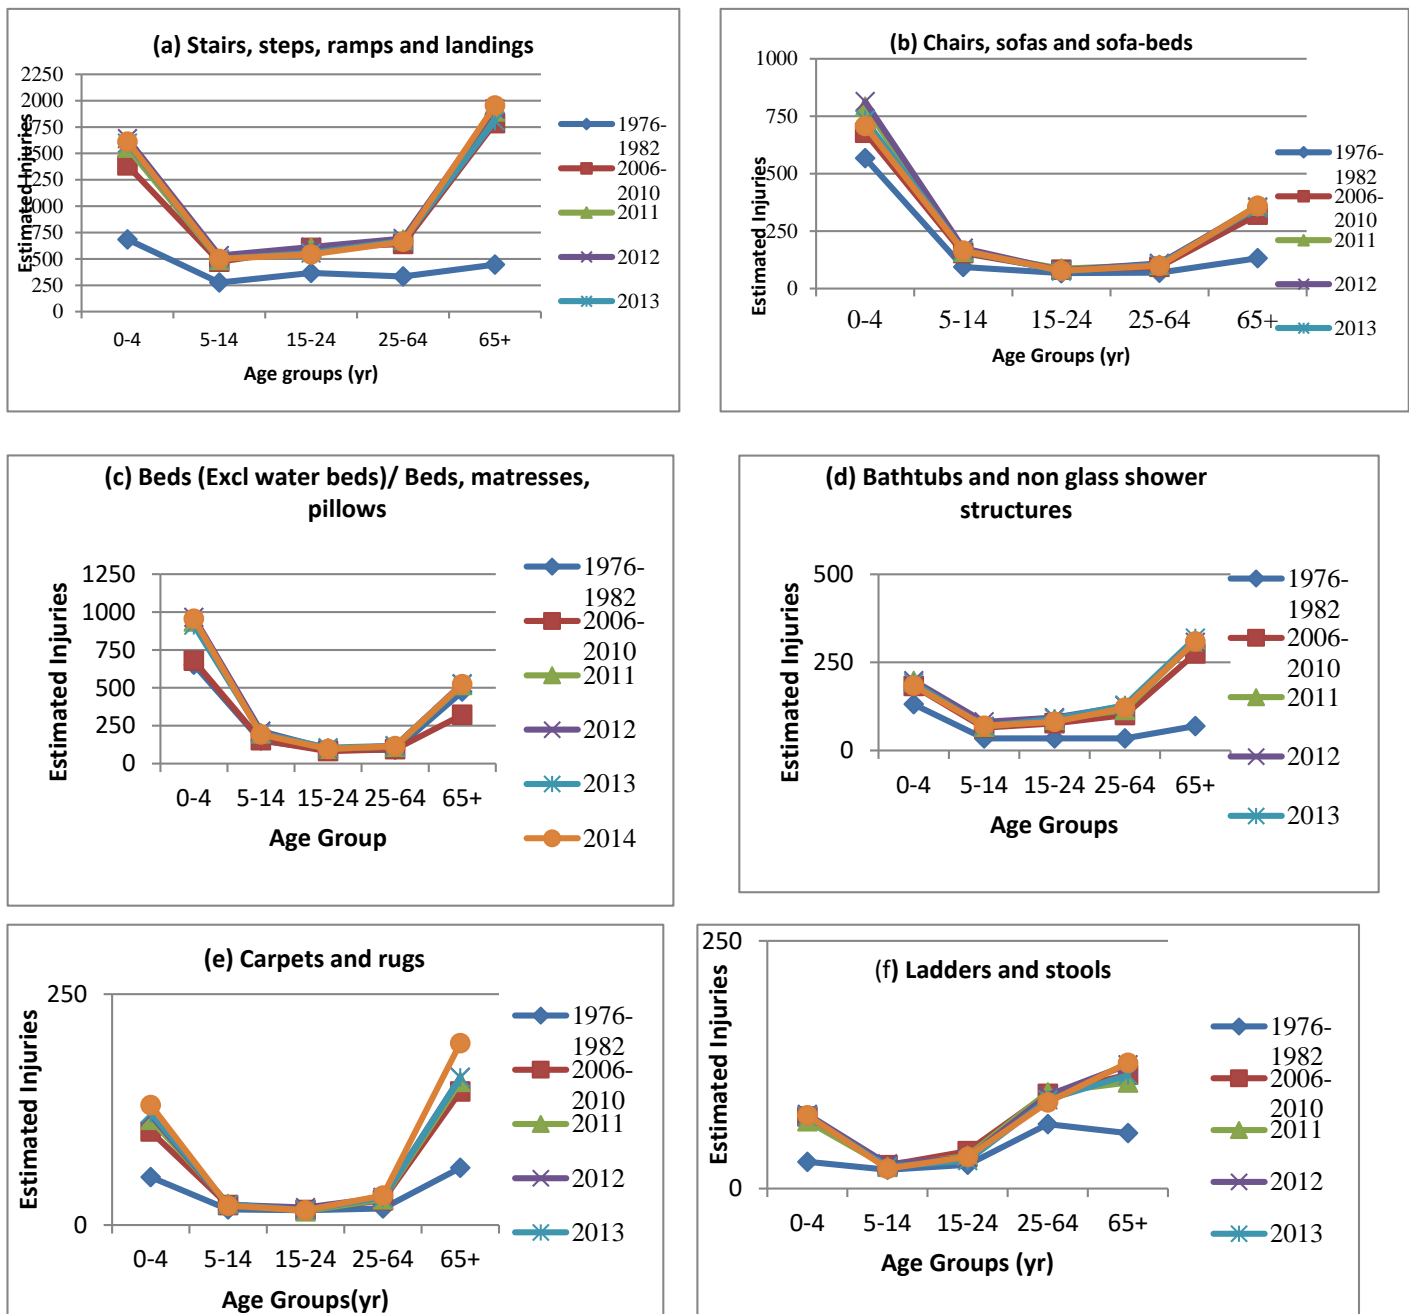 (a) Stairs, steps, ramps and landings
Estimated Injuries
2250
2000
1750
1500
1250
1000
750
500
250
0
0-4 5-14 15-24 25-64 65+
Age groups (yr)
1976-
1982
2006-
2010
2011
2012
2013
(b) Chairs, sofas and sofa-beds
Estimated Injuries
1000
750
500
250
0
0-4 5-14 15-24 25-64 65+
Age Groups (yr)
1976-
1982
2006-
2010
2011
2012
2013
(c) Beds (Excl water beds)/ Beds, matresses,
pillows
Estimated Injuries
1250
1000
750
500
250
0
0-4 5-14 15-24 25-64 65+
Age Group
1976-
1982
2006-
2010
2011
2012
2013
2014
(d) Bathtubs and non glass shower
structures
Estimated Injuries
500
250
0
0-4 5-14 15-24 25-64 65+
Age Groups
1976-
1982
2006-
2010
2011
2012
2013
(e) Carpets and rugs
Estimated Injuries
250
0
0-4 5-14 15-24 25-64 65+
Age Groups(yr)
1976-
1982
2006-
2010
2011
2012
2013
(f) Ladders and stools
Estimated Injuries
250
0
0-4 5-14 15-24 25-64 65+
Age Groups (yr)
1976-
1982
2006-
2010
2011
2012
2013